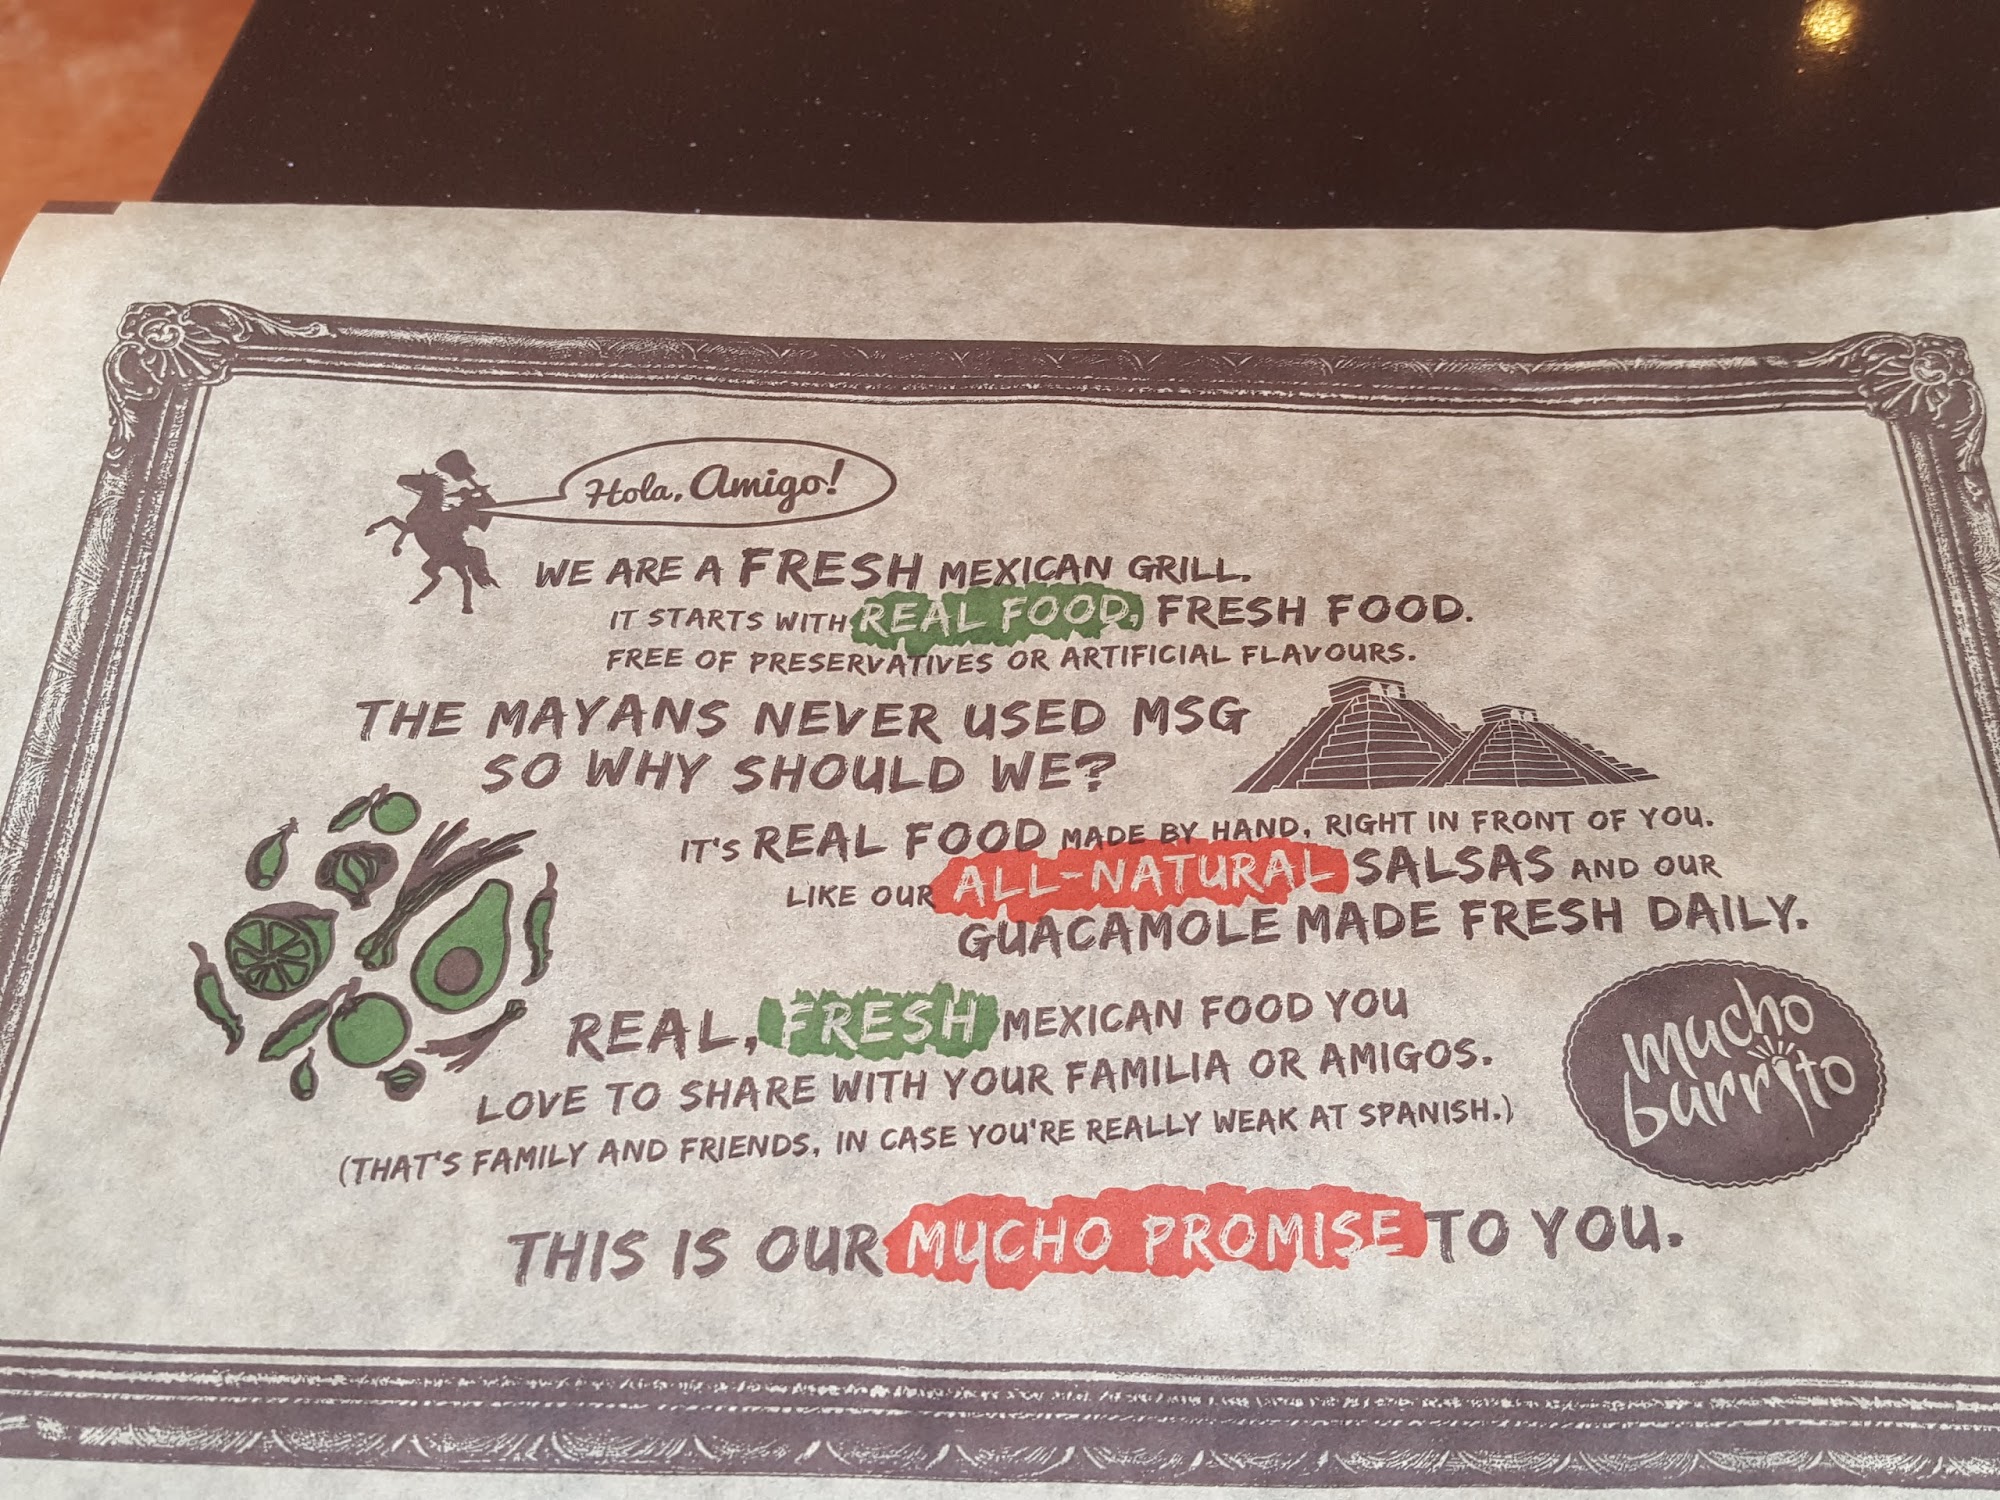 Hola, Amigo!
WE ARE A FRESH MEXICAN GRILL.
IT STARTS WITH REAL FOOD, FRESH FOOD.
FREE OF PRESERVATIVES OR ARTIFICIAL FLAVOURS.
THE MAYANS NEVER USED MSG
SO WHY SHOULD WE?
IT'S REAL FOOD MADE BY HAND, RIGHT IN FRONT OF YOU.
LIKE OUR ALL-NATURAL SALSAS AND OUR
GUACAMOLE MADE FRESH DAILY.
REAL, FRESH MEXICAN FOOD YOU
LOVE TO SHARE WITH YOUR FAMILIA OR AMIGOS.
(THAT'S FAMILY AND FRIENDS, IN CASE YOU'RE REALLY WEAK AT SPANISH.)
mucho
burrito
THIS IS OUR MUCHO PROMISE TO YOU.